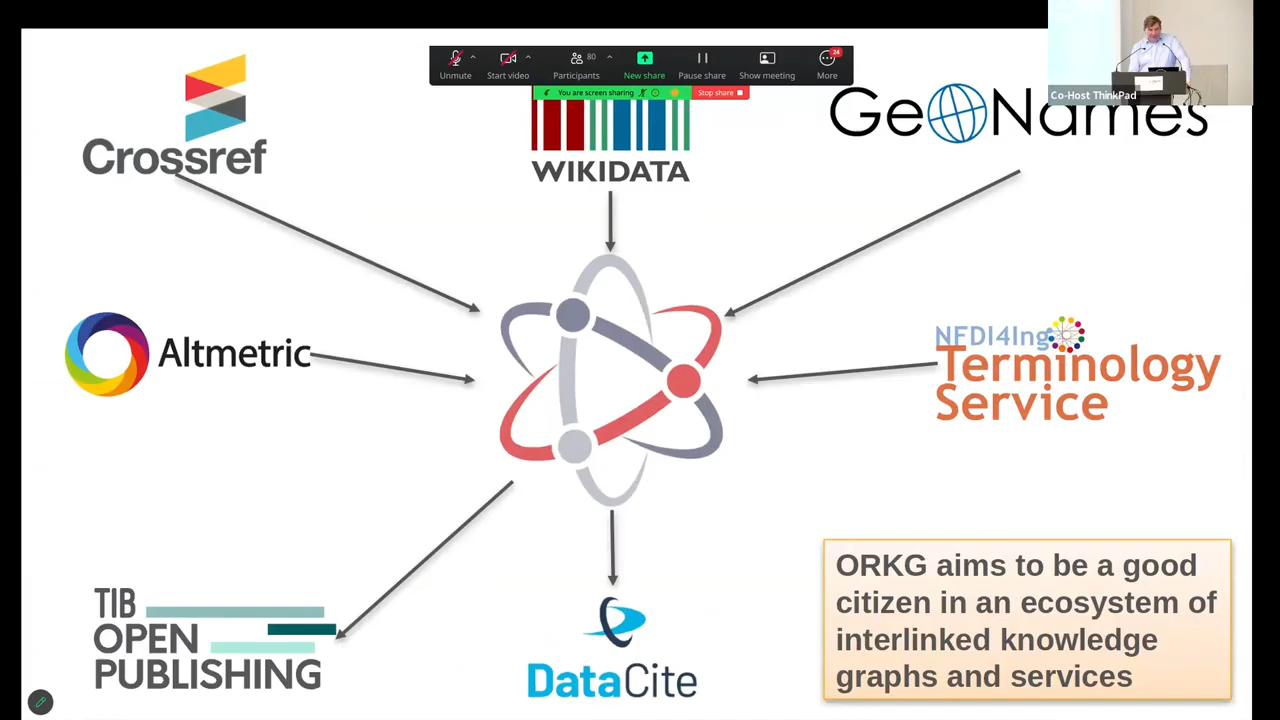 Unmute
Start video
80
Participants
New share
Pause share
Show meeting
24
More
You are screen sharing
Stop share
Co-Host ThinkPad
Crossref
WIKIDATA
GeoNames
Altmetric
NFDI4Ing
Terminology
Service
TIB
OPEN
PUBLISHING
DataCite
ORKG aims to be a good
citizen in an ecosystem of
interlinked knowledge
graphs and services